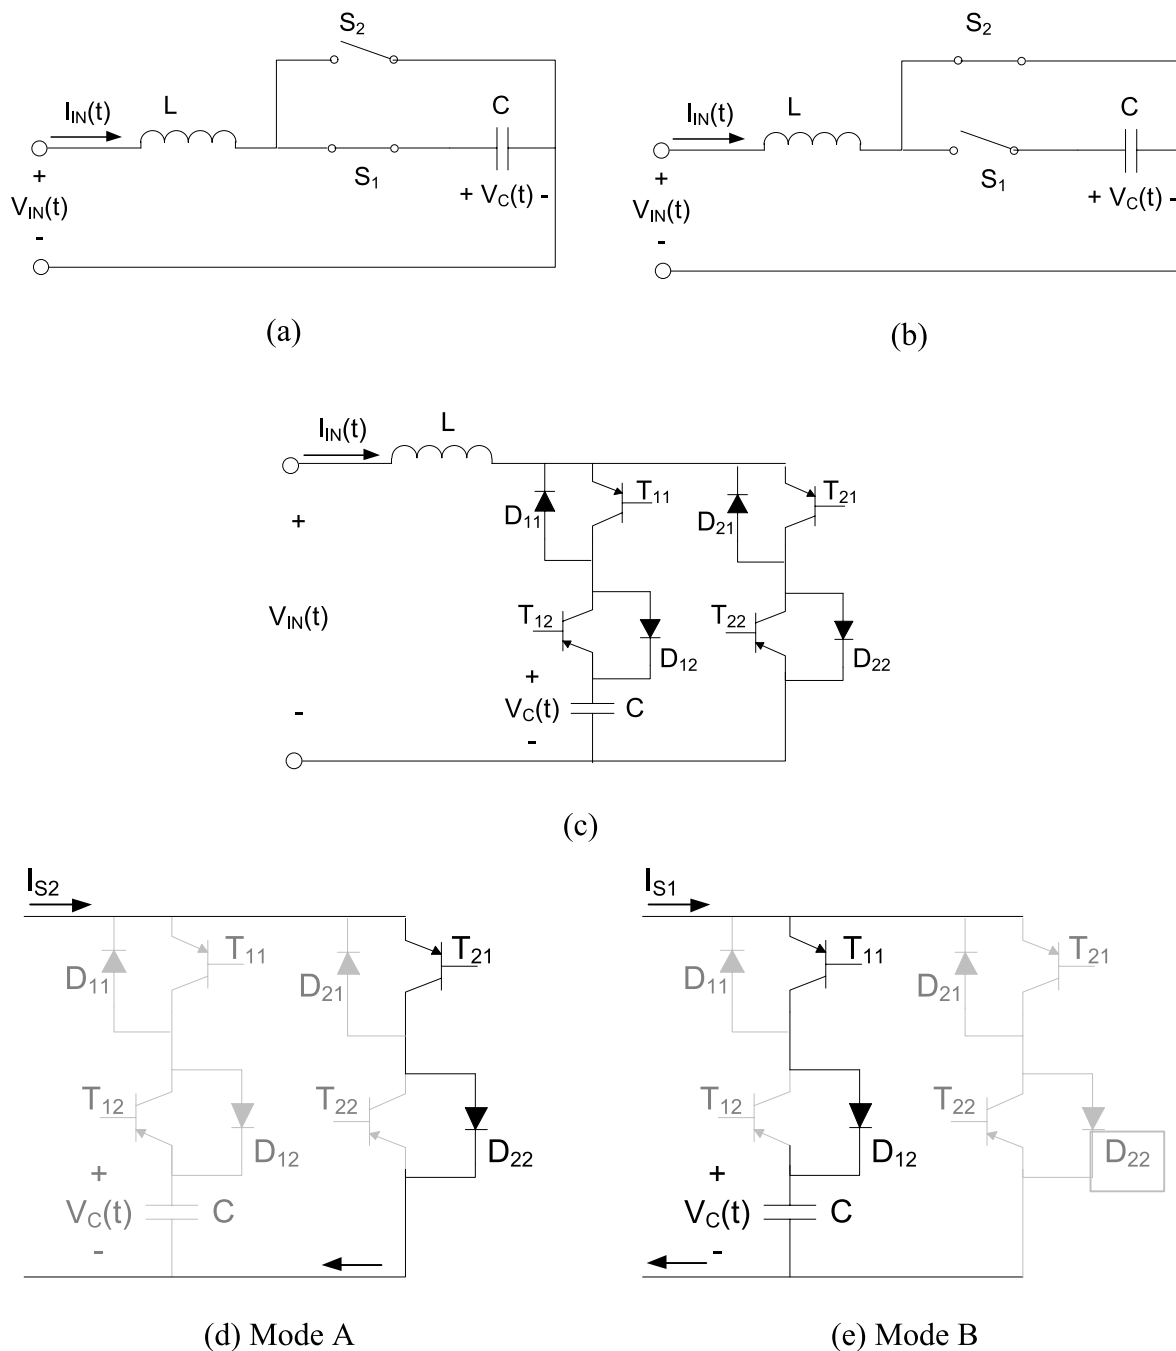 S2
IIN(t)
L
C
S1
+
VIN(t)
-
+ VC(t) -
(a)
S2
IIN(t)
L
C
S1
+
VIN(t)
-
+ VC(t) -
(b)
IIN(t)
L
+
VIN(t)
-
D11
T11
D21
T21
T12
D12
T22
D22
+
VC(t)
-
C
(c)
IS2
D11
T11
D21
T21
T12
D12
T22
D22
+
VC(t)
-
C
(d) Mode A
IS1
D11
T11
D21
T21
T12
D12
T22
D22
+
VC(t)
-
C
(e) Mode B